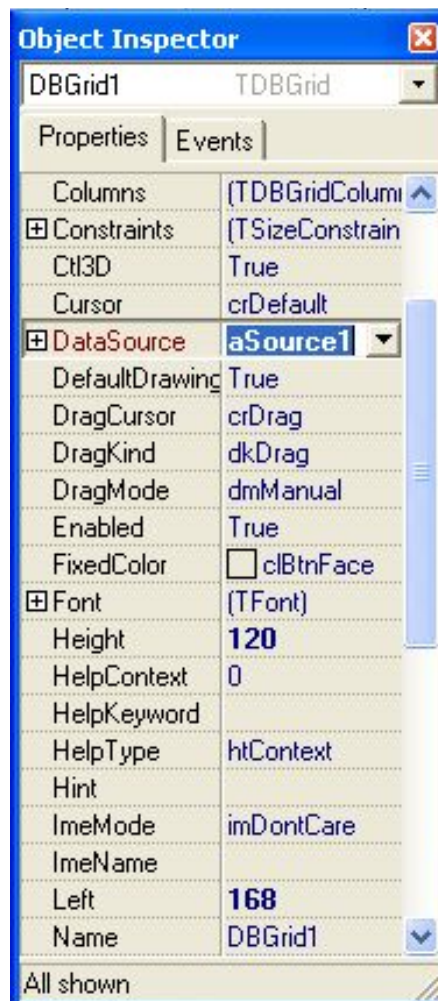 Object Inspector
DBGrid1 TDBGrid
Properties Events
Columns (TDBGridColum
Constraints (TSizeConstrain
Ctl3D True
Cursor crDefault
DataSource aSource1
DefaultDrawing True
DragCursor crDrag
DragKind dkDrag
DragMode dmManual
Enabled True
FixedColor clBtnFace
Font (TFont)
Height 120
HelpContext 0
HelpKeyword
HelpType htContext
Hint
ImeMode imDontCare
ImeName
Left 168
Name DBGrid1
All shown